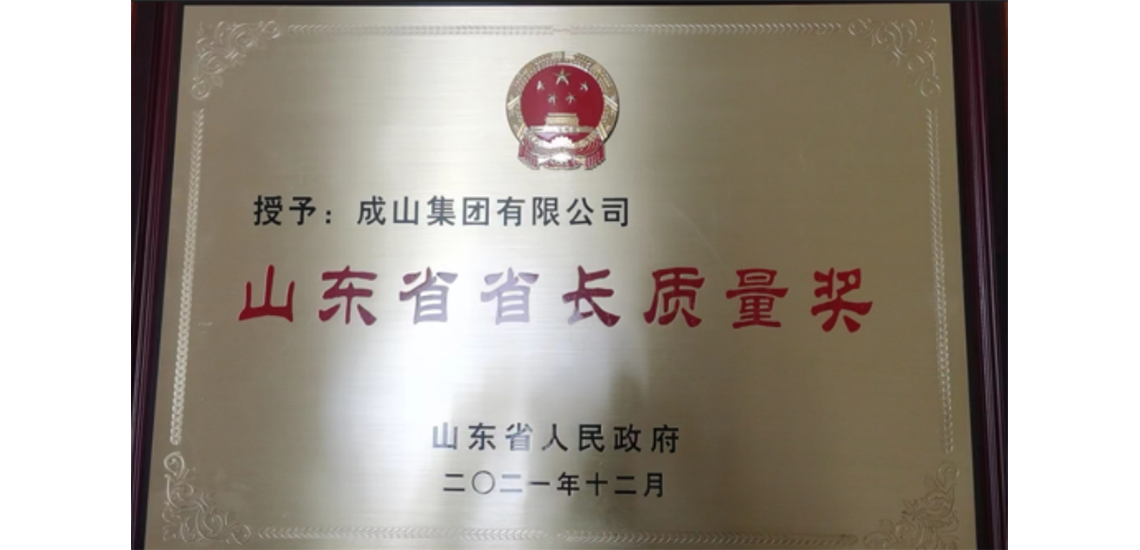 授予：成山集团有限公司
山东省省长质量奖
山东省人民政府
二〇二一年十二月